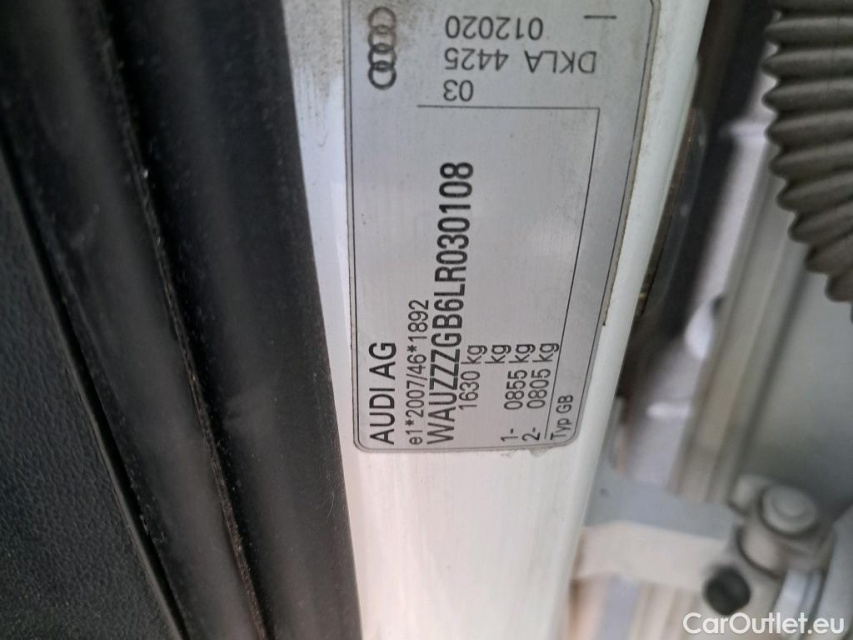 AUDI AG
e1*2007/46*1892
WAUZZZGB6LR030108
1630 kg
kg
1- 0855 kg
2- 0805 kg
Typ GB
03
DKLA 4425
012020
CarOutlet.eu